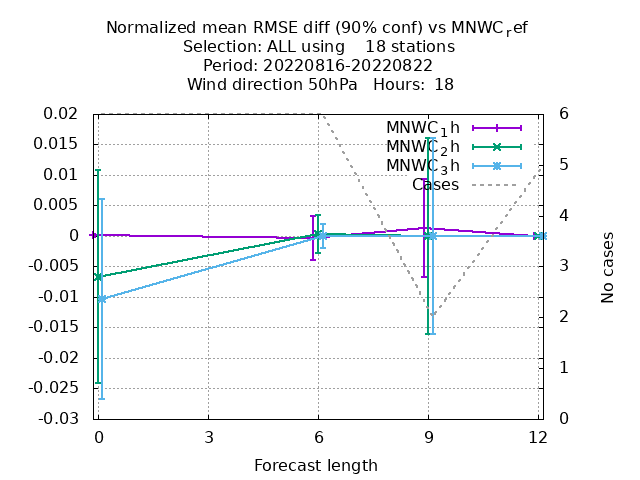 Normalized mean RMSE diff (90% conf) vs MNWC_ref
Selection: ALL using    18 stations
Period: 20220816-20220822
Wind direction 50hPa   Hours:  18
0.02
0.015
0.01
0.005
0
-0.005
-0.01
-0.015
-0.02
-0.025
-0.03
MNWC_1h
MNWC_2h
MNWC_3h
Cases
6
5
4
3
2
1
0
No cases
0 3 6 9 12
Forecast length